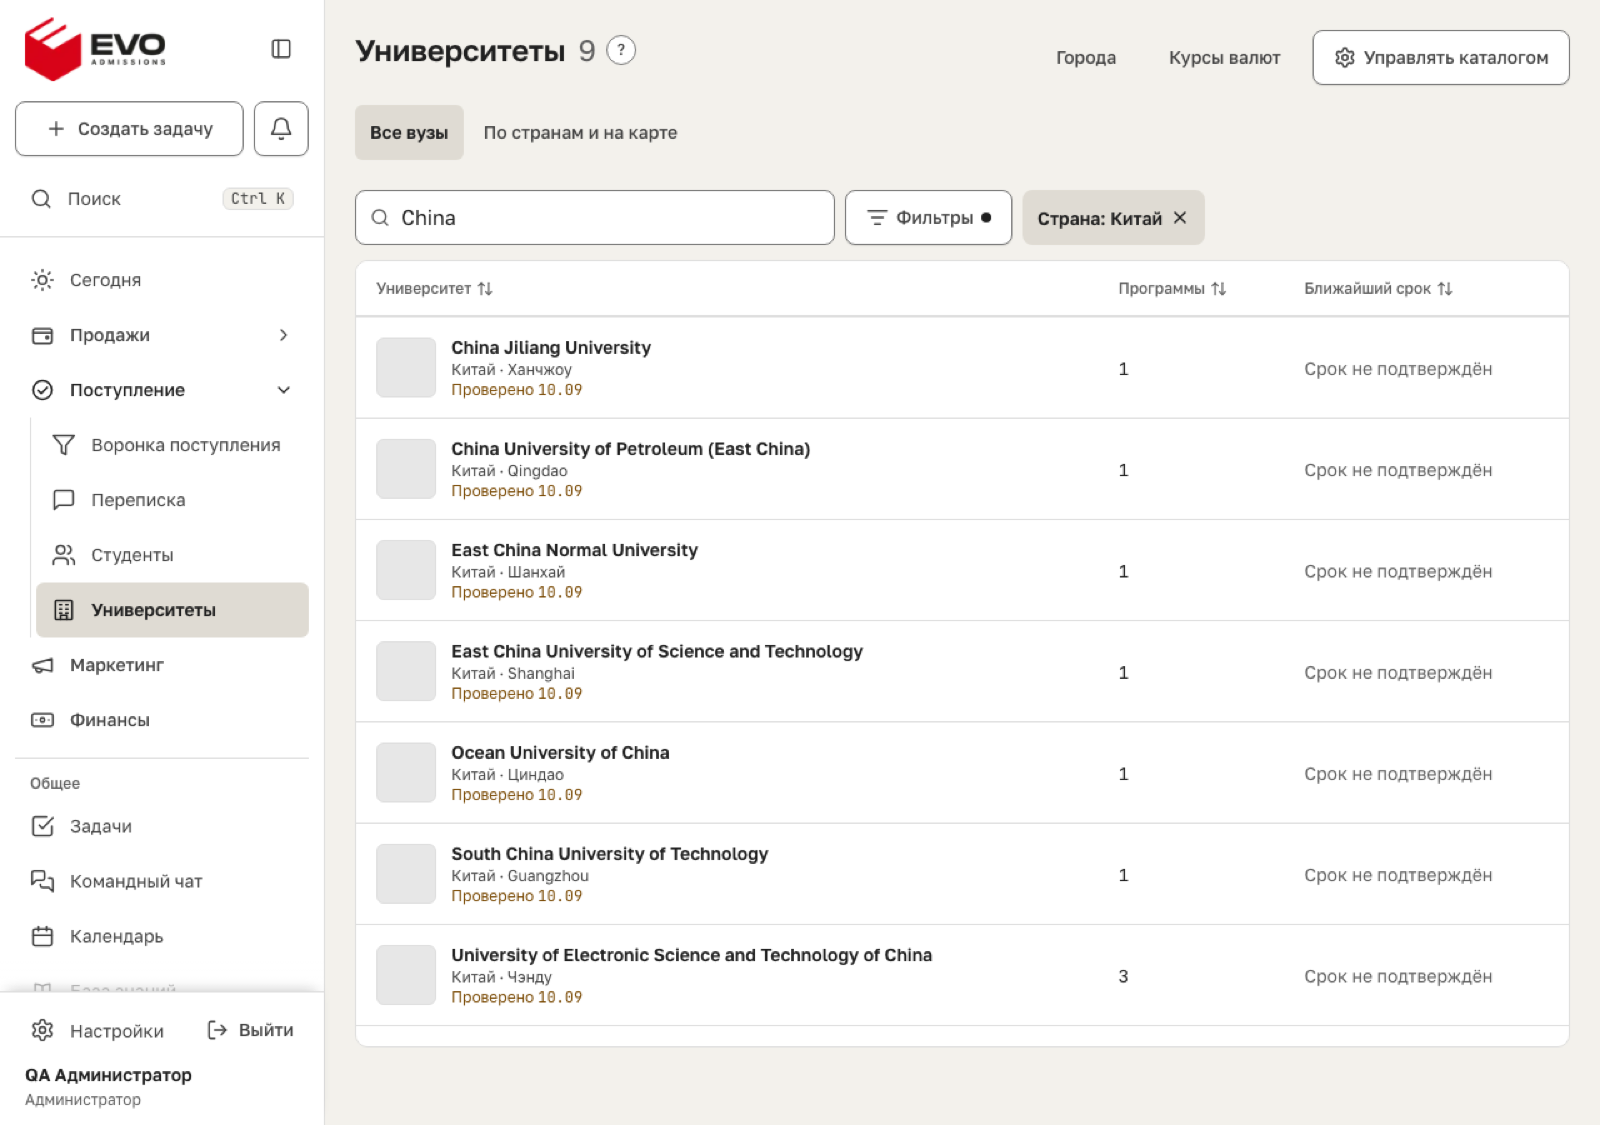 EVO
ADMISSIONS
Создать задачу
Поиск
Ctrl K
Сегодня
Продажи
Поступление
Воронка поступления
Переписка
Студенты
Университеты
Маркетинг
Финансы
Общее
Задачи
Командный чат
Календарь
База знаний
Настройки
Выйти
QA Администратор
Администратор
Университеты 9 ?
Города
Курсы валют
Управлять каталогом
Все вузы
По странам и на карте
China
Фильтры
Страна: Китай
Университет
Программы
Ближайший срок
China Jiliang University
Китай · Ханчжоу
Проверено 10.09
1
Срок не подтверждён
China University of Petroleum (East China)
Китай · Qingdao
Проверено 10.09
1
Срок не подтверждён
East China Normal University
Китай · Шанхай
Проверено 10.09
1
Срок не подтверждён
East China University of Science and Technology
Китай · Shanghai
Проверено 10.09
1
Срок не подтверждён
Ocean University of China
Китай · Циндао
Проверено 10.09
1
Срок не подтверждён
South China University of Technology
Китай · Guangzhou
Проверено 10.09
1
Срок не подтверждён
University of Electronic Science and Technology of China
Китай · Чэнду
Проверено 10.09
3
Срок не подтверждён